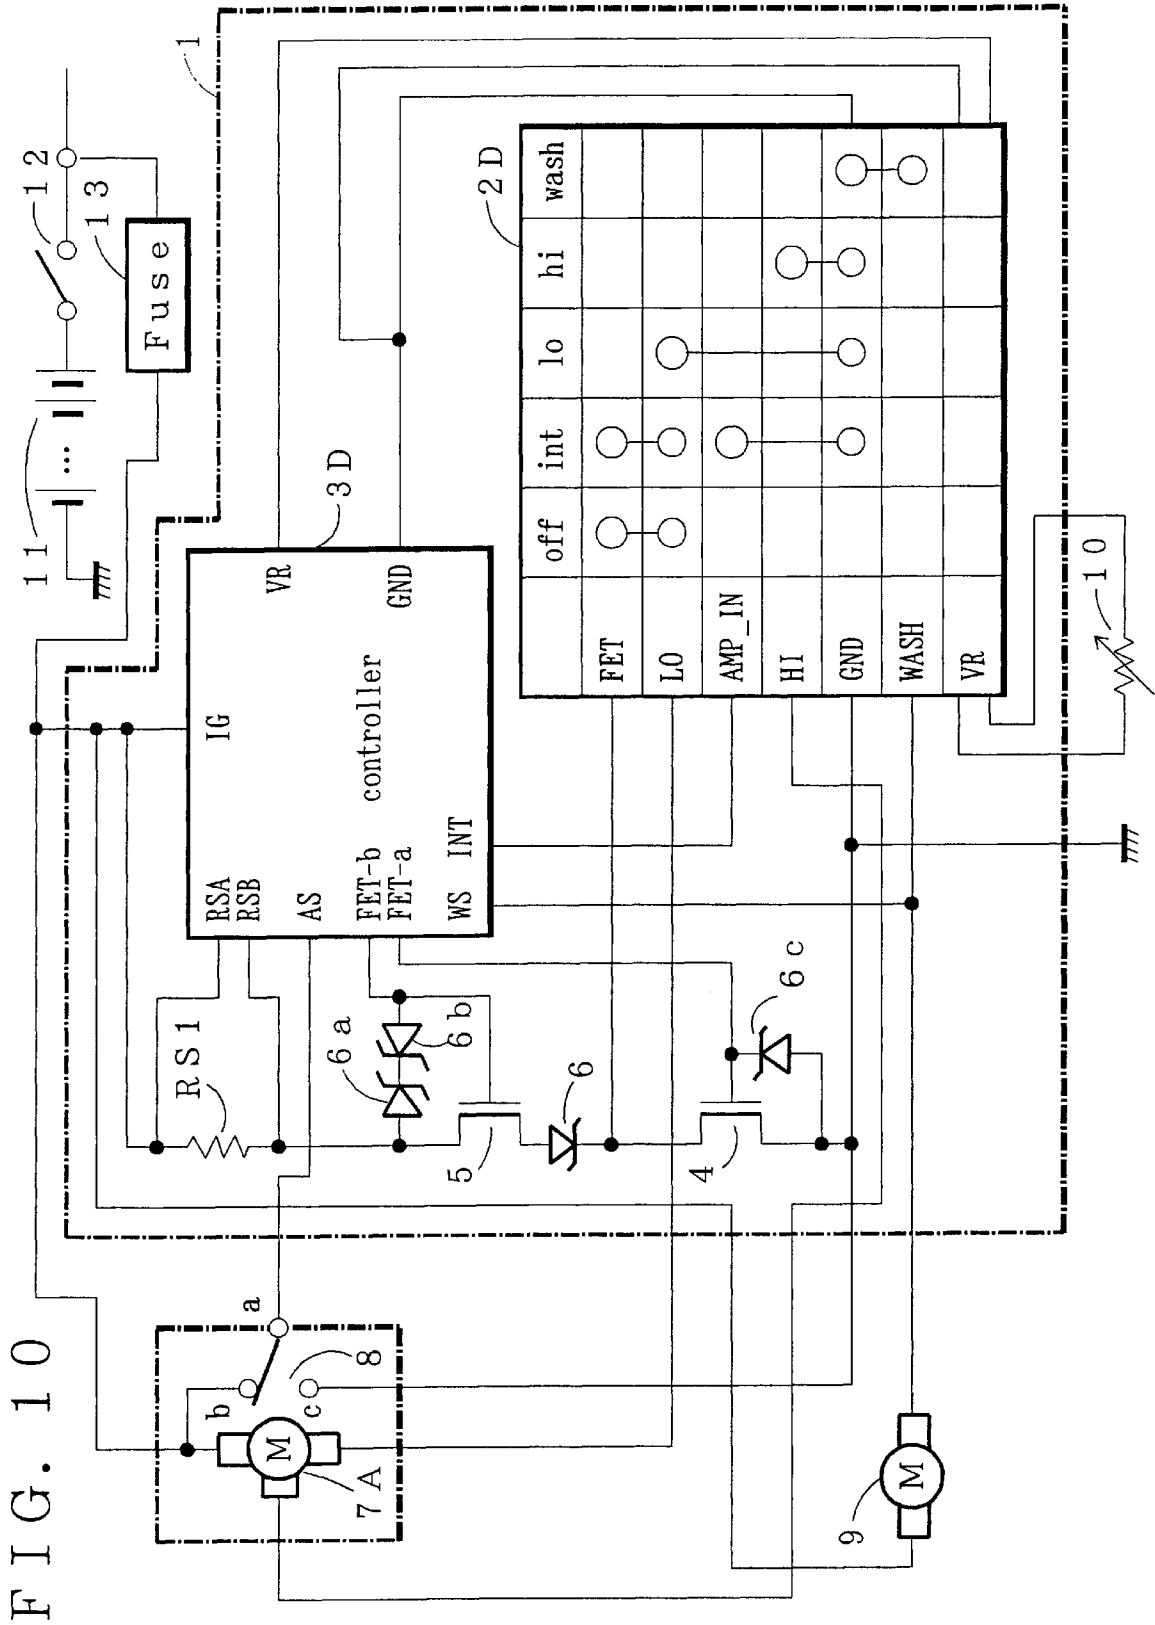 FIG. 10
11
12
13
Fuse
1
3D
2D
IG
VR
GND
controller
RSA
RSB
AS
FET-b
FET-a
WS
INT
RS1
6a
6b
5
6
4
6c
a
b
c
8
M
7A
M
9
10
off
int
lo
hi
wash
FET
LO
AMP_IN
HI
GND
WASH
VR